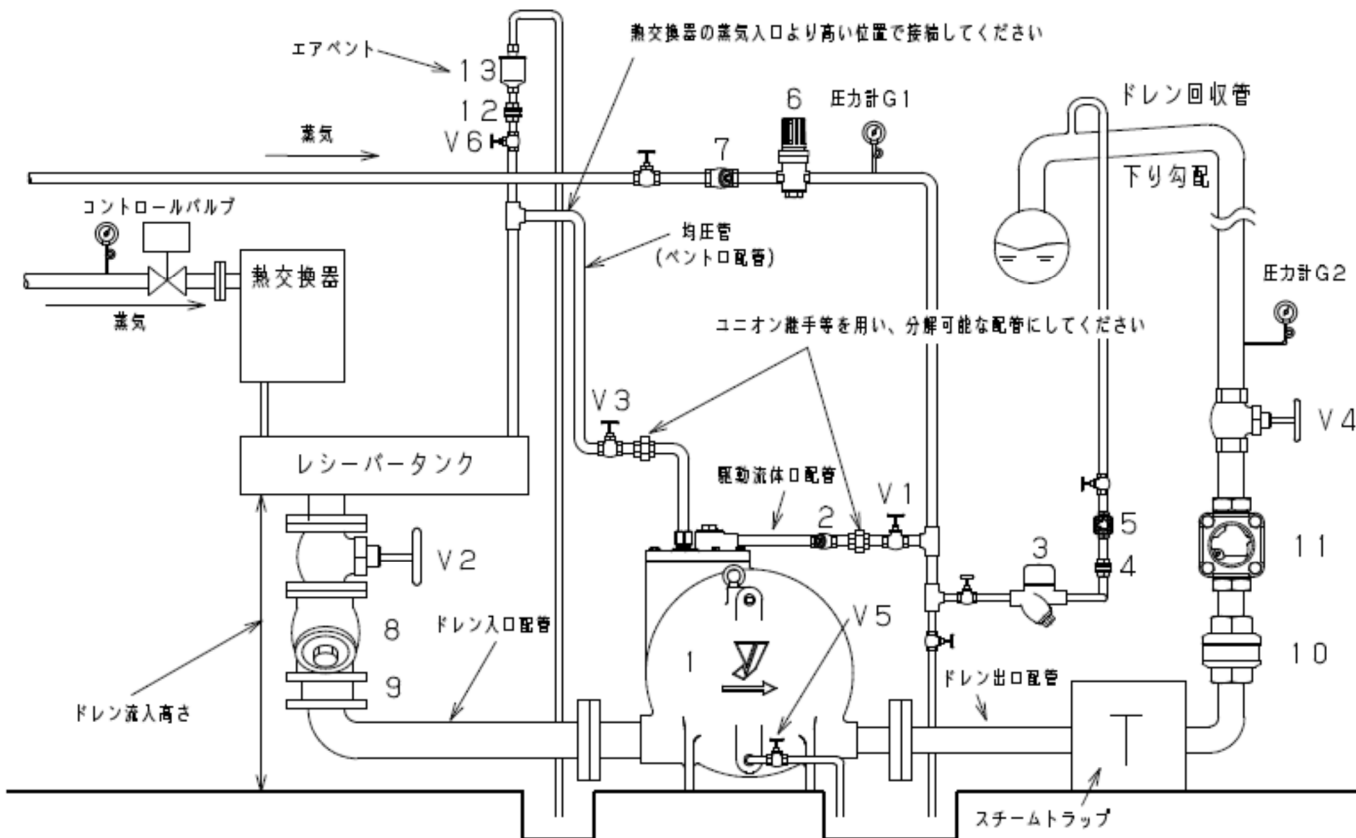 熱交換器の蒸気入口より高い位置で接続してください
エアベント
13
12
V6
蒸気
7
6
圧力計G1
ドレン回収管
下り勾配
コントロールバルブ
熱交換器
蒸気
均圧管
(ベント口配管)
圧力計G2
ユニオン継手等を用い、分解可能な配管にしてください
V3
V4
レシーバータンク
駆動流体口配管
2
V1
5
3
4
11
V2
8
ドレン入口配管
V5
1
10
9
ドレン流入高さ
ドレン出口配管
T
スチームトラップ